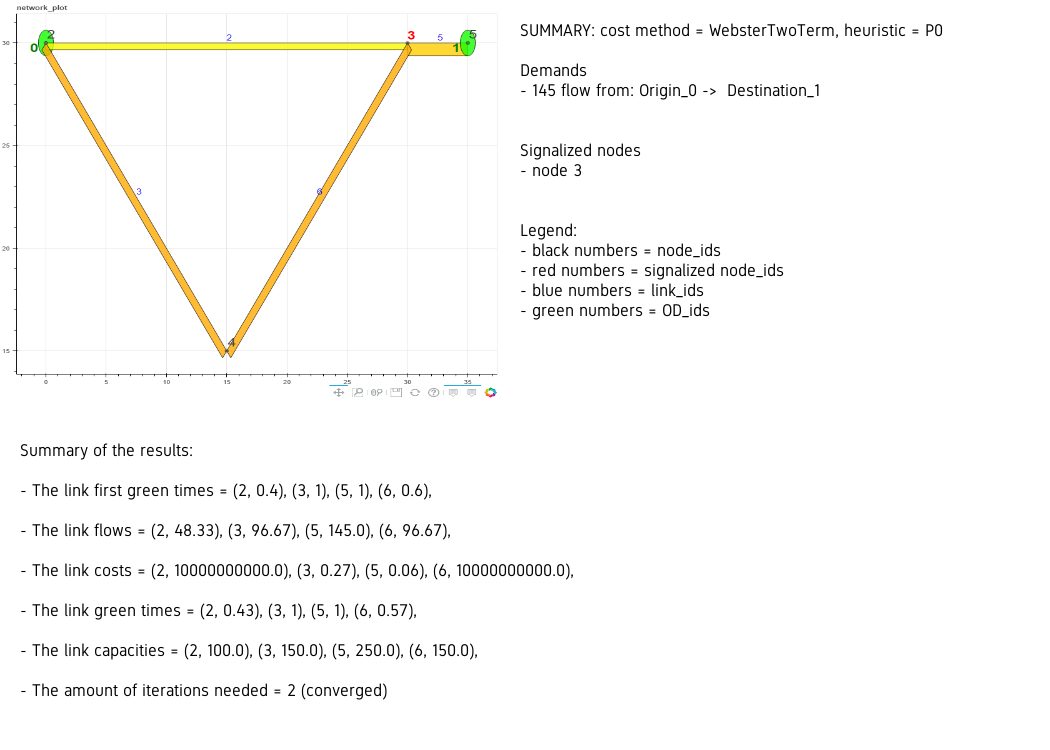 network_plot
30
25
20
15
0
5
10
15
20
25
30
35
0
2
2
3
5
1
5
3
6
4
SUMMARY: cost method = WebsterTwoTerm, heuristic = P0
Demands
- 145 flow from: Origin_0 -> Destination_1
Signalized nodes
- node 3
Legend:
- black numbers = node_ids
- red numbers = signalized node_ids
- blue numbers = link_ids
- green numbers = OD_ids
Summary of the results:
- The link first green times = (2, 0.4), (3, 1), (5, 1), (6, 0.6),
- The link flows = (2, 48.33), (3, 96.67), (5, 145.0), (6, 96.67),
- The link costs = (2, 10000000000.0), (3, 0.27), (5, 0.06), (6, 10000000000.0),
- The link green times = (2, 0.43), (3, 1), (5, 1), (6, 0.57),
- The link capacities = (2, 100.0), (3, 150.0), (5, 250.0), (6, 150.0),
- The amount of iterations needed = 2 (converged)